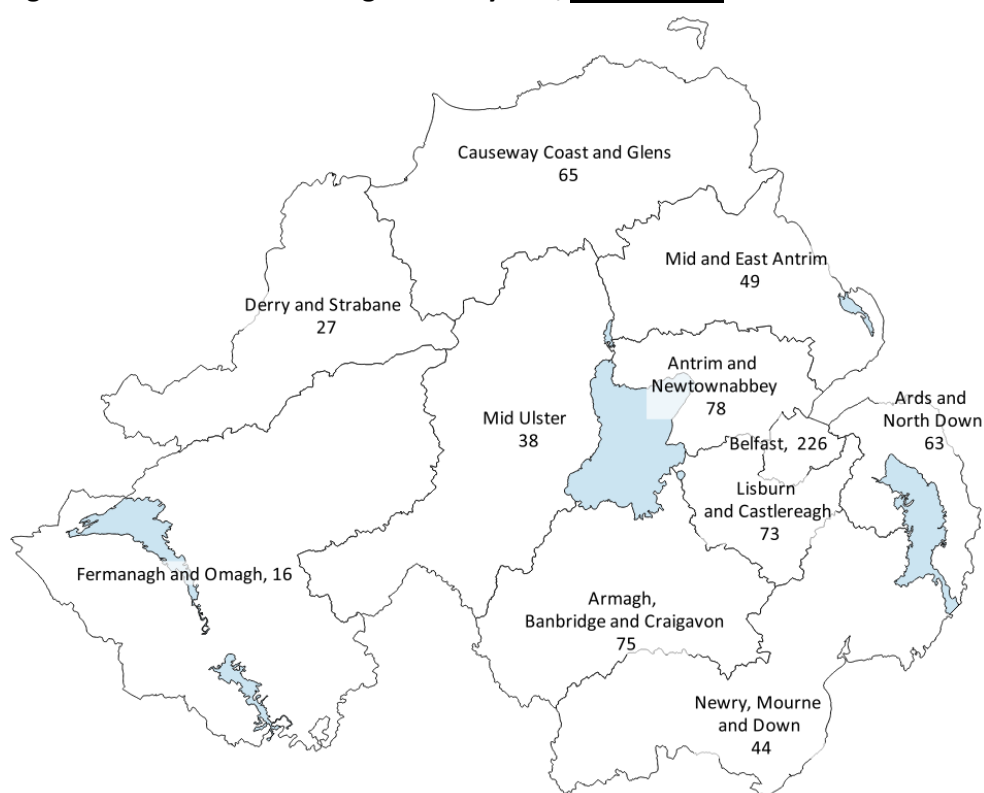 Causeway Coast and Glens
65
Mid and East Antrim
49
Derry and Strabane
27
Antrim and
Newtownabbey
78
Ards and
North Down
63
Mid Ulster
38
Belfast, 226
Lisburn
and Castlereagh
73
Fermanagh and Omagh, 16
Armagh,
Banbridge and Craigavon
75
Newry, Mourne
and Down
44